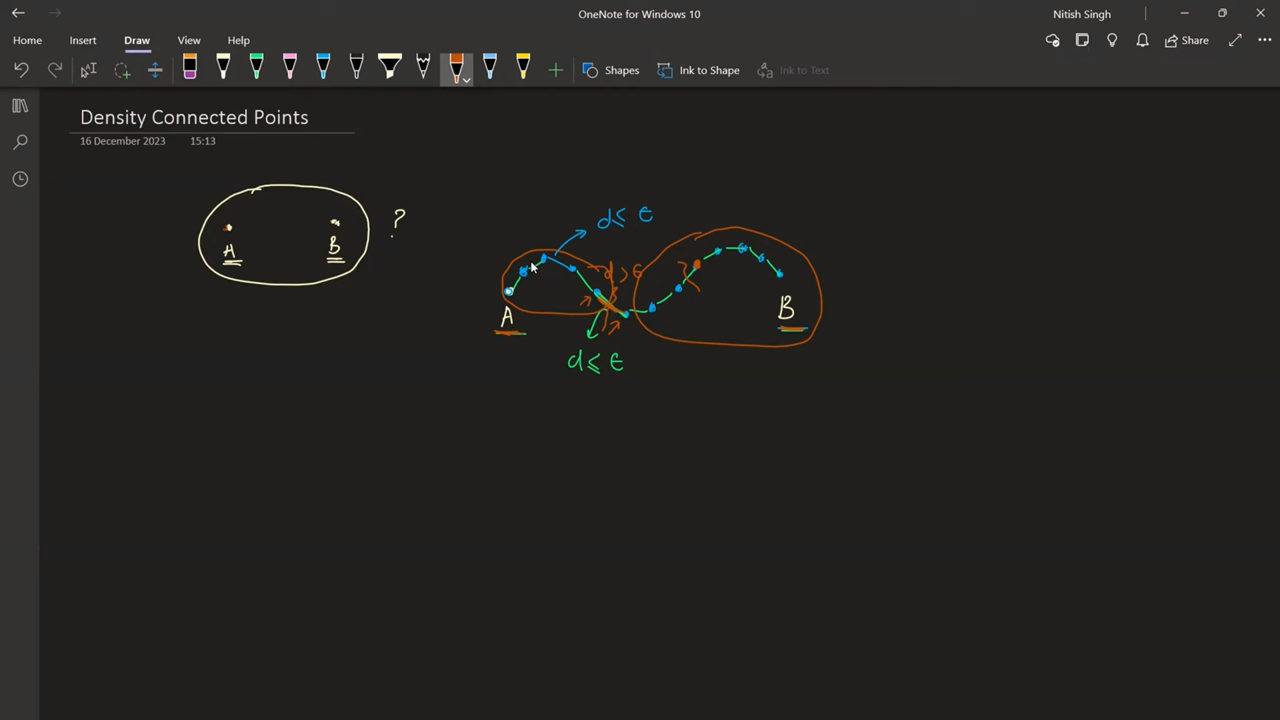 OneNote for Windows 10
Nitish Singh
Home Insert Draw View Help
Share
Shapes
Ink to Shape
Ink to Text
Density Connected Points
16 December 2023 15:13
A B ?
d ≤ ϵ
d > ϵ
A
B
d ≤ ϵ